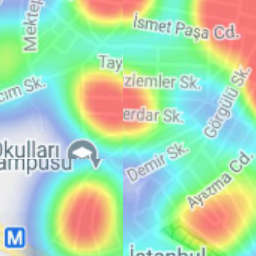 İsmet Paşa Cd.
Mektep
Tay
zlemler Sk.
cım Sk.
erdar Sk.
Görgülü Sk.
Okulları
ampusu
Demir Sk.
Ayazma Cd.
M
İstanbul